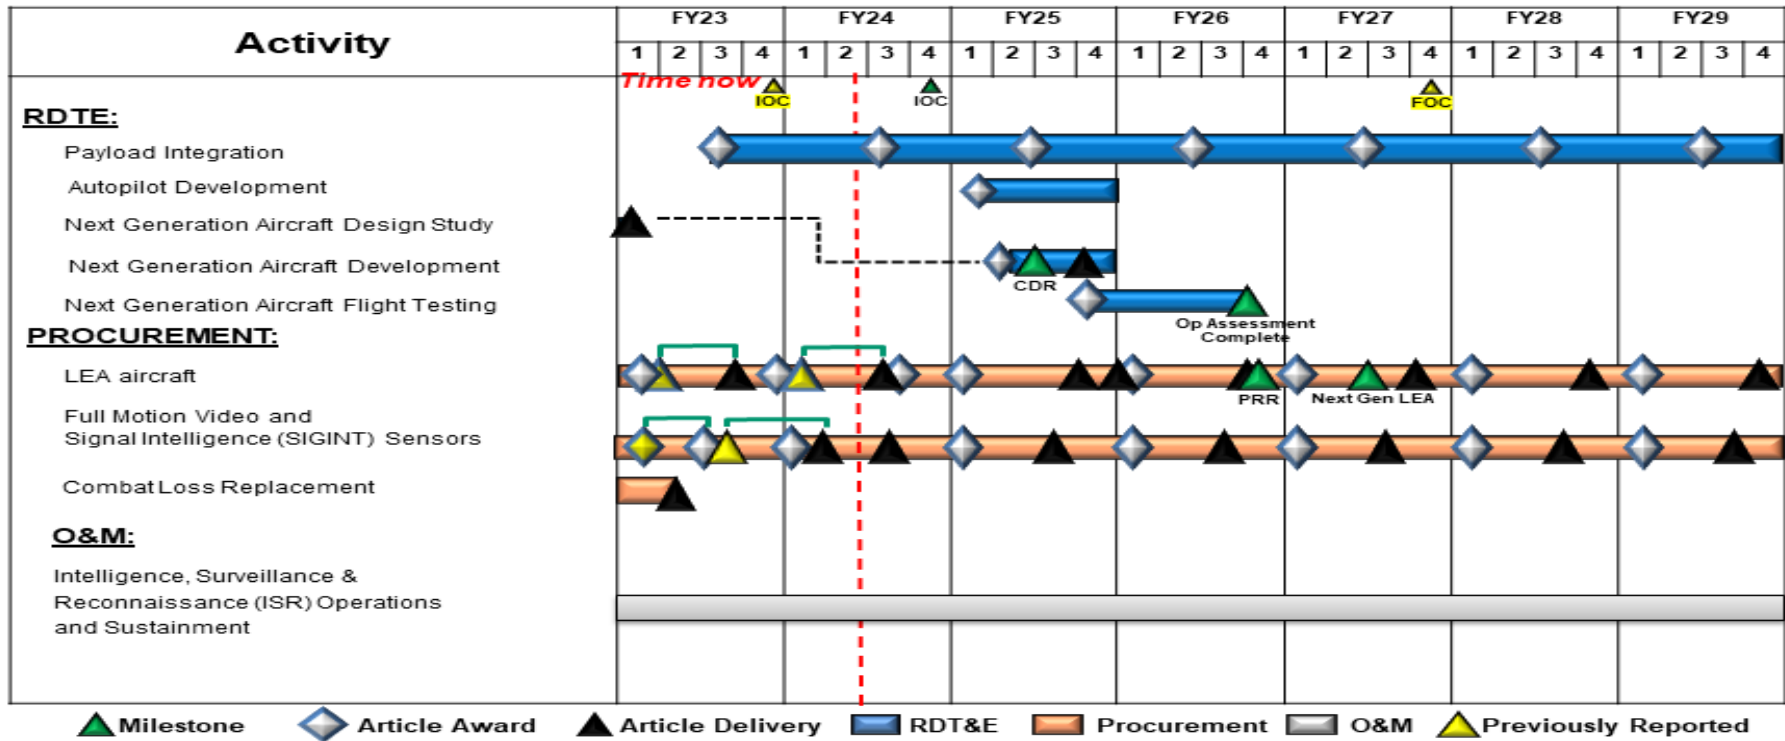 Activity
FY23 FY24 FY25 FY26 FY27 FY28 FY29
1 2 3 4 1 2 3 4 1 2 3 4 1 2 3 4 1 2 3 4 1 2 3 4 1 2 3 4
Time now
IOC IOC FOC
RDTE:
Payload Integration
Autopilot Development
Next Generation Aircraft Design Study
Next Generation Aircraft Development
CDR
Next Generation Aircraft Flight Testing
Op Assessment
Complete
PROCUREMENT:
LEA aircraft
PRR Next Gen LEA
Full Motion Video and
Signal Intelligence (SIGINT) Sensors
Combat Loss Replacement
O&M:
Intelligence, Surveillance &
Reconnaissance (ISR) Operations
and Sustainment
Milestone Article Award Article Delivery RDT&E Procurement O&M Previously Reported